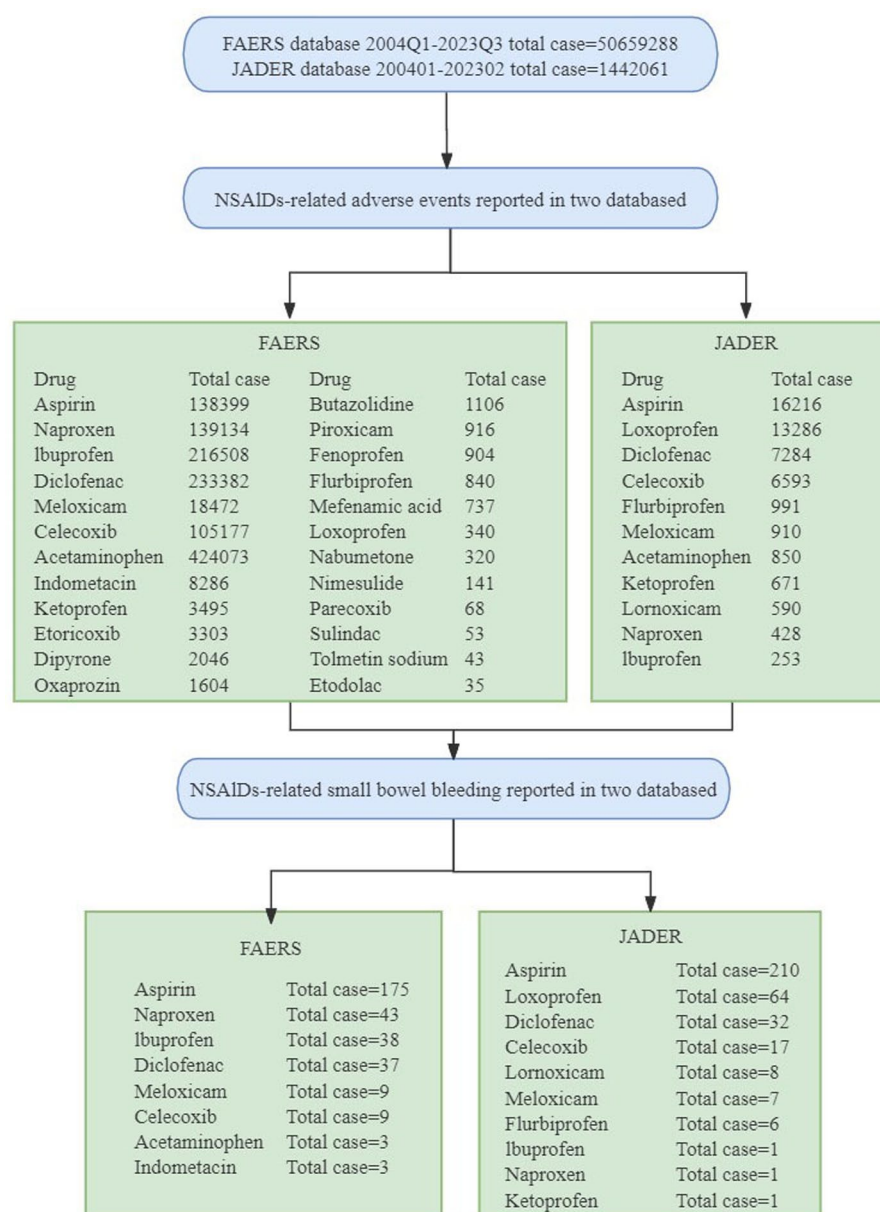 FAERS database 2004Q1-2023Q3 total case=50659288
JADER database 200401-202302 total case=1442061
NSAlDs-related adverse events reported in two databased
FAERS
Drug Total case Drug Total case
Aspirin 138399 Butazolidine 1106
Naproxen 139134 Piroxicam 916
lbuprofen 216508 Fenoprofen 904
Diclofenac 233382 Flurbiprofen 840
Meloxicam 18472 Mefenamic acid 737
Celecoxib 105177 Loxoprofen 340
Acetaminophen 424073 Nabumetone 320
Indometacin 8286 Nimesulide 141
Ketoprofen 3495 Parecoxib 68
Etoricoxib 3303 Sulindac 53
Dipyrone 2046 Tolmetin sodium 43
Oxaprozin 1604 Etodolac 35
JADER
Drug Total case
Aspirin 16216
Loxoprofen 13286
Diclofenac 7284
Celecoxib 6593
Flurbiprofen 991
Meloxicam 910
Acetaminophen 850
Ketoprofen 671
Lornoxicam 590
Naproxen 428
lbuprofen 253
NSAlDs-related small bowel bleeding reported in two databased
FAERS
Aspirin Total case=175
Naproxen Total case=43
lbuprofen Total case=38
Diclofenac Total case=37
Meloxicam Total case=9
Celecoxib Total case=9
Acetaminophen Total case=3
Indometacin Total case=3
JADER
Aspirin Total case=210
Loxoprofen Total case=64
Diclofenac Total case=32
Celecoxib Total case=17
Lornoxicam Total case=8
Meloxicam Total case=7
Flurbiprofen Total case=6
lbuprofen Total case=1
Naproxen Total case=1
Ketoprofen Total case=1